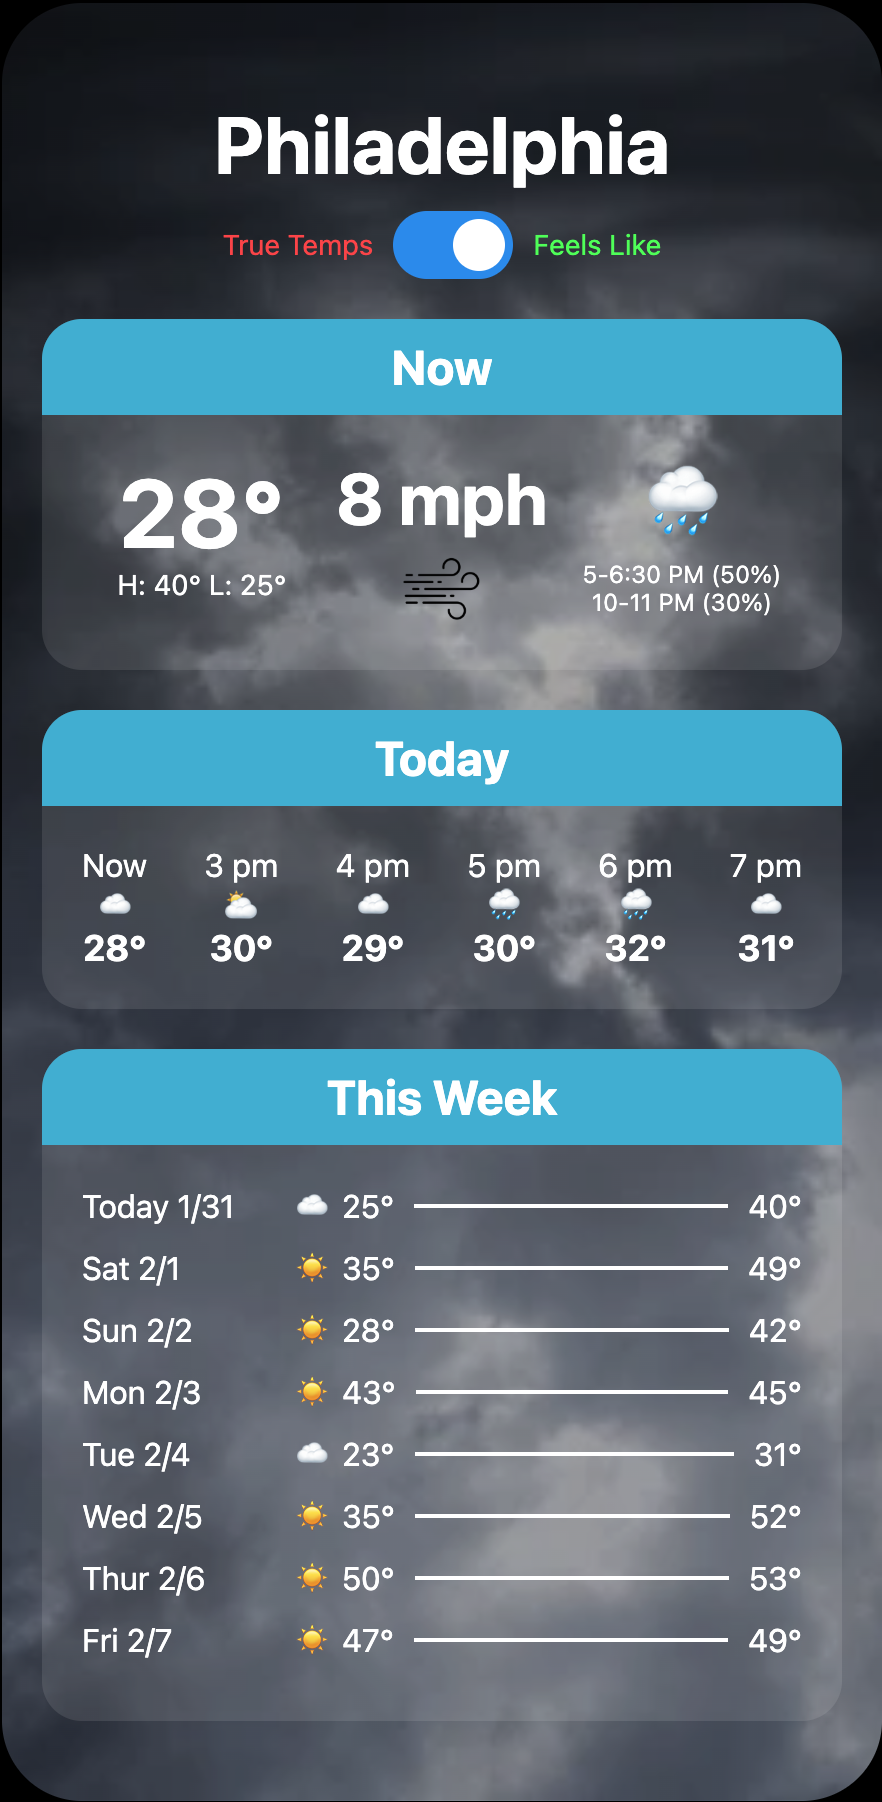 Philadelphia
True Temps Feels Like
Now
28° 8 mph
H: 40° L: 25°
5-6:30 PM (50%)
10-11 PM (30%)
Today
Now 3 pm 4 pm 5 pm 6 pm 7 pm
28° 30° 29° 30° 32° 31°
This Week
Today 1/31 25° 40°
Sat 2/1 35° 49°
Sun 2/2 28° 42°
Mon 2/3 43° 45°
Tue 2/4 23° 31°
Wed 2/5 35° 52°
Thur 2/6 50° 53°
Fri 2/7 47° 49°